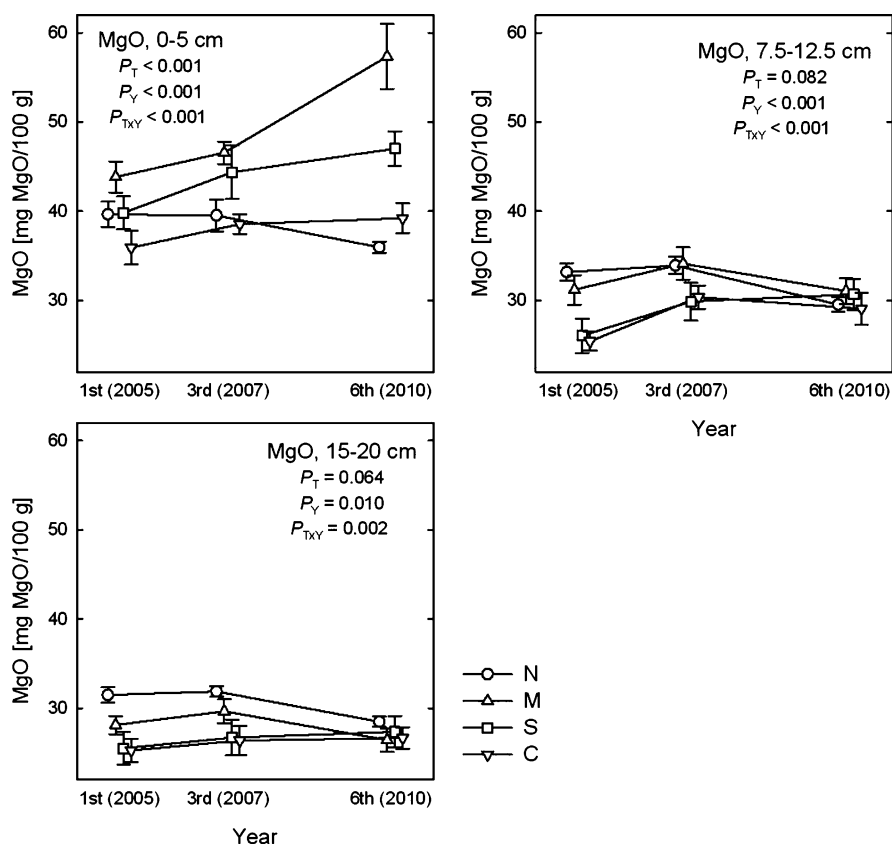 MgO [mg MgO/100 g]
60
50
40
30
MgO, 0-5 cm
P_T < 0.001
P_Y < 0.001
P_TxY < 0.001
1st (2005) 3rd (2007) 6th (2010)
MgO [mg MgO/100 g]
60
50
40
30
MgO, 7.5-12.5 cm
P_T = 0.082
P_Y < 0.001
P_TxY < 0.001
1st (2005) 3rd (2007) 6th (2010)
Year
MgO [mg MgO/100 g]
60
50
40
30
MgO, 15-20 cm
P_T = 0.064
P_Y = 0.010
P_TxY = 0.002
1st (2005) 3rd (2007) 6th (2010)
Year
N
M
S
C